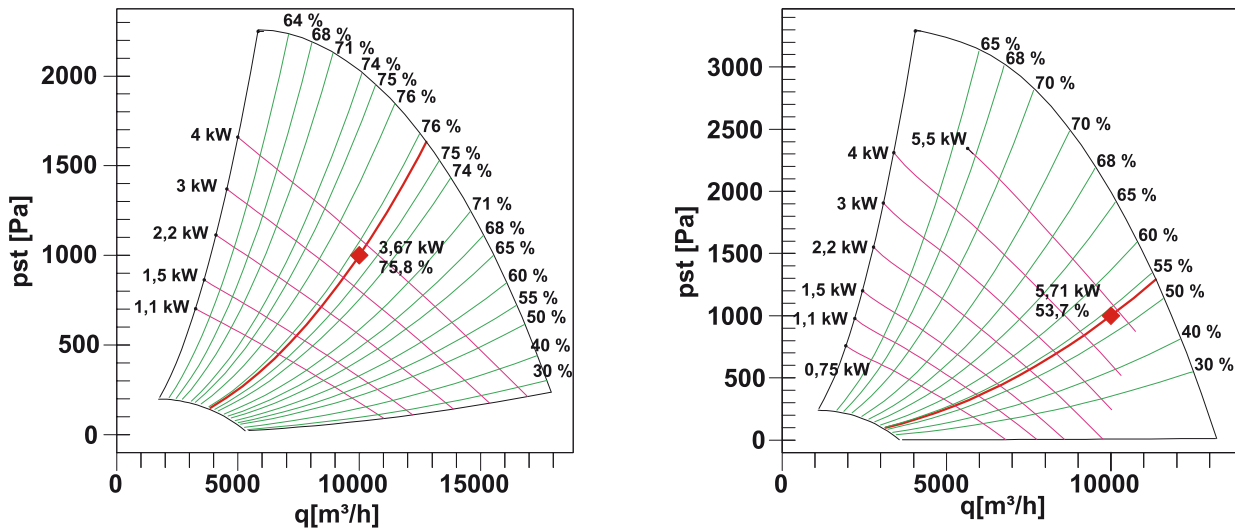 64 %
68 %
71 %
74 %
75 %
76 %
76 %
75 %
74 %
71 %
68 %
65 %
60 %
55 %
50 %
40 %
30 %
4 kW
3 kW
2,2 kW
1,5 kW
1,1 kW
3,67 kW
75,8 %
2000
1500
1000
500
0
pst [Pa]
0
5000
10000
15000
q[m³/h]
65 %
68 %
70 %
70 %
68 %
65 %
60 %
55 %
50 %
40 %
30 %
5,5 kW
4 kW
3 kW
2,2 kW
1,5 kW
1,1 kW
0,75 kW
5,71 kW
53,7 %
3000
2500
2000
1500
1000
500
0
pst [Pa]
0
5000
10000
q[m³/h]